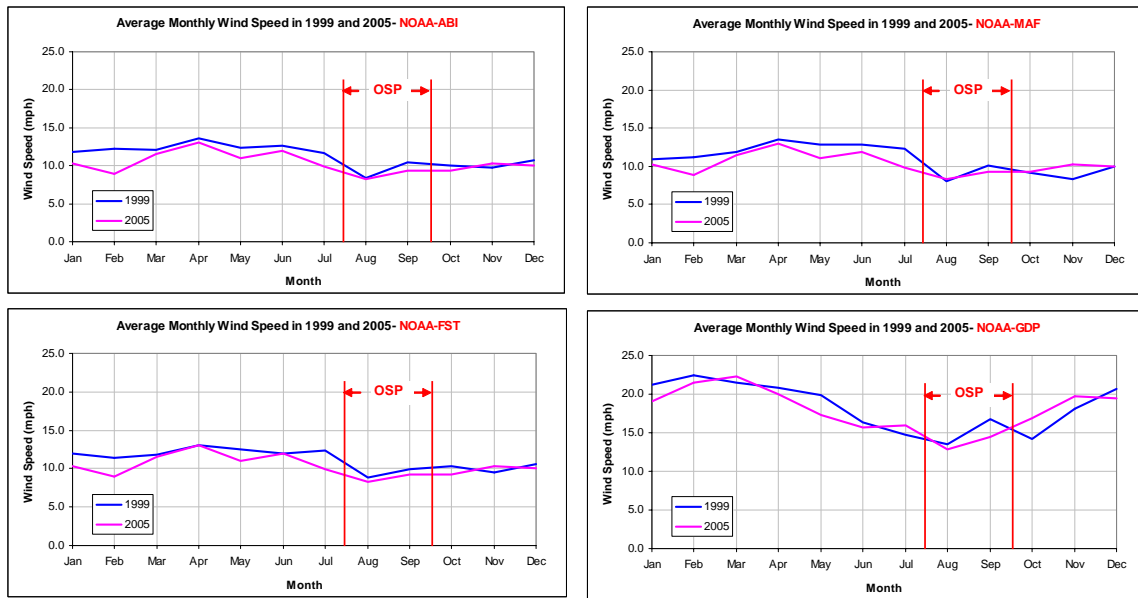 Average Monthly Wind Speed in 1999 and 2005- NOAA-ABI
25.0
20.0
15.0
10.0
5.0
0.0
Wind Speed (mph)
OSP
1999
2005
Jan Feb Mar Apr May Jun Jul Aug Sep Oct Nov Dec
Month
Average Monthly Wind Speed in 1999 and 2005- NOAA-MAF
25.0
20.0
15.0
10.0
5.0
0.0
Wind Speed (mph)
OSP
1999
2005
Jan Feb Mar Apr May Jun Jul Aug Sep Oct Nov Dec
Month
Average Monthly Wind Speed in 1999 and 2005- NOAA-FST
25.0
20.0
15.0
10.0
5.0
0.0
Wind Speed (mph)
OSP
1999
2005
Jan Feb Mar Apr May Jun Jul Aug Sep Oct Nov Dec
Month
Average Monthly Wind Speed in 1999 and 2005- NOAA-GDP
25.0
20.0
15.0
10.0
5.0
0.0
Wind Speed (mph)
OSP
1999
2005
Jan Feb Mar Apr May Jun Jul Aug Sep Oct Nov Dec
Month